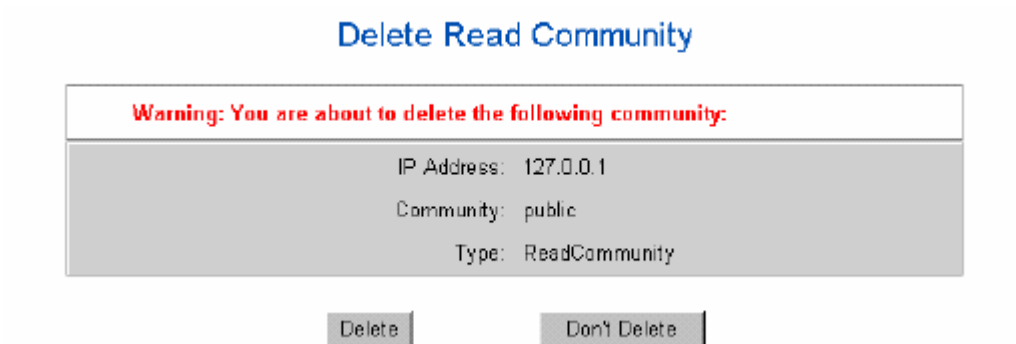 Delete Read Community
Warning: You are about to delete the following community:
IP Address: 127.0.0.1
Community: public
Type: ReadCommunity
Delete Don't Delete